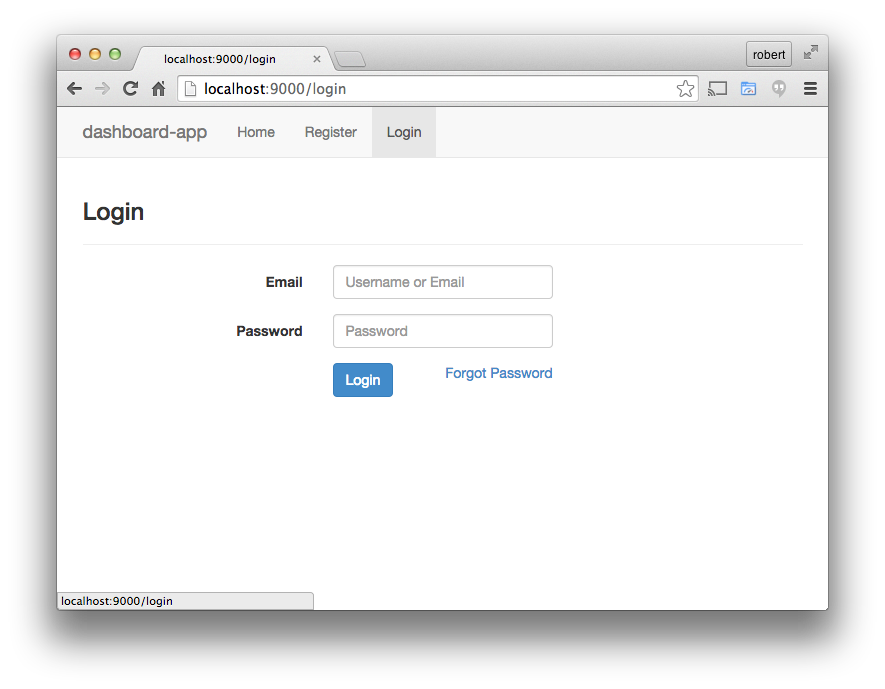 localhost:9000/login
robert
localhost:9000/login
dashboard-app Home Register Login
Login
Email Username or Email
Password Password
Login Forgot Password
localhost:9000/login